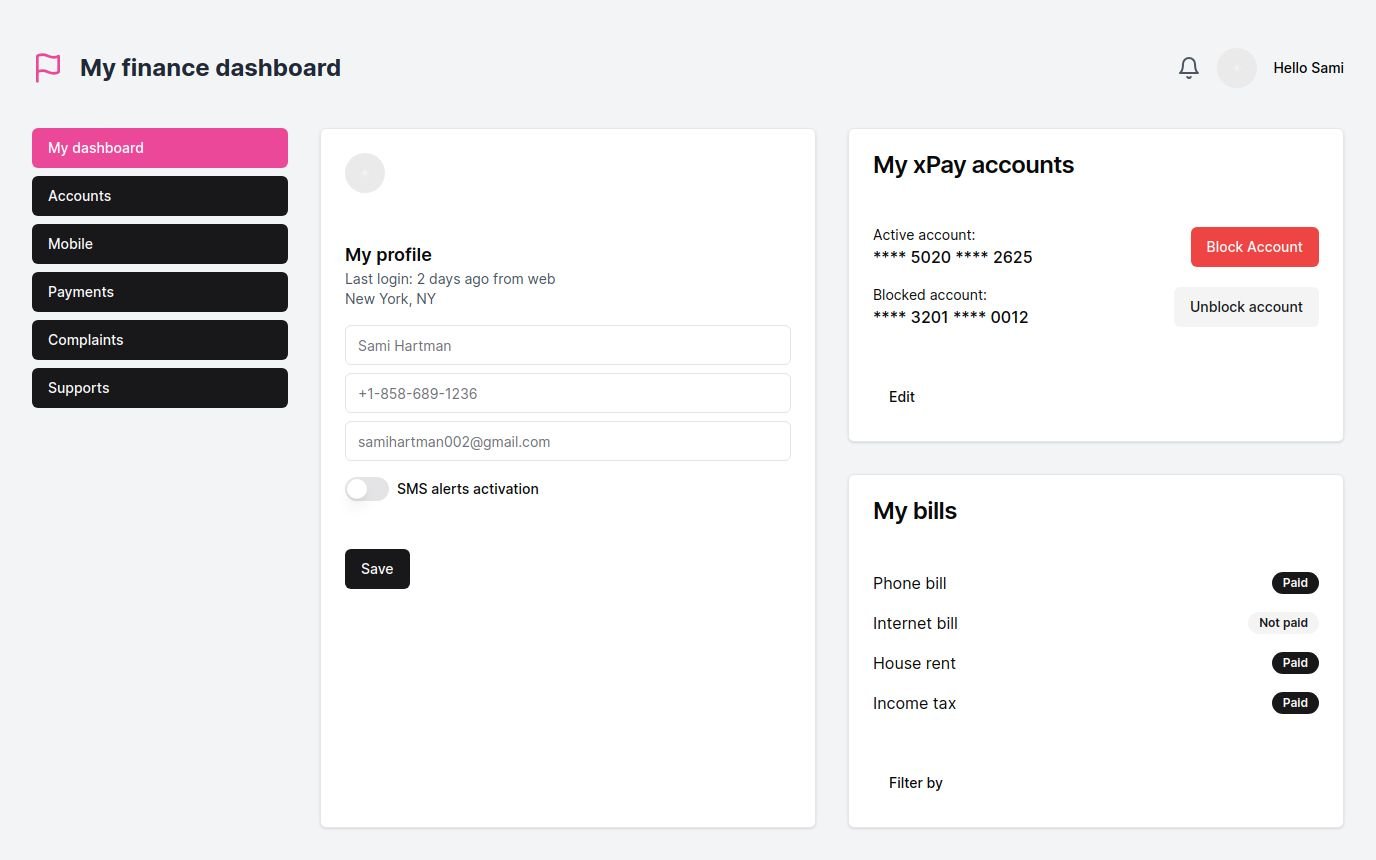 My finance dashboard
Hello Sami
My dashboard
Accounts
Mobile
Payments
Complaints
Supports
My profile
Last login: 2 days ago from web
New York, NY
Sami Hartman
+1-858-689-1236
samihartman002@gmail.com
SMS alerts activation
Save
My xPay accounts
Active account:
**** 5020 **** 2625
Block Account
Blocked account:
**** 3201 **** 0012
Unblock account
Edit
My bills
Phone bill Paid
Internet bill Not paid
House rent Paid
Income tax Paid
Filter by